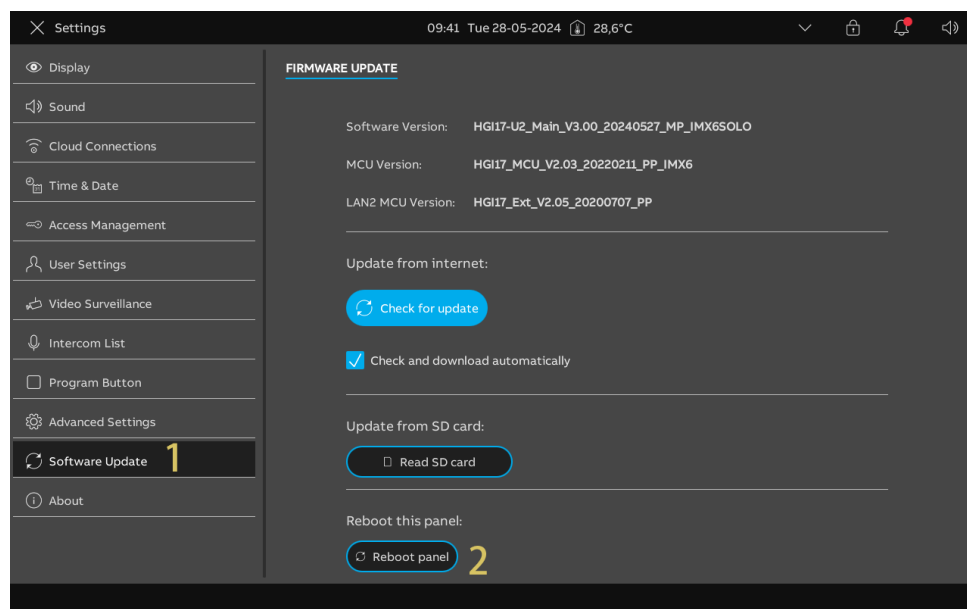 Settings
09:41 Tue 28-05-2024 28,6°C
Display
Sound
Cloud Connections
Time & Date
Access Management
User Settings
Video Surveillance
Intercom List
Program Button
Advanced Settings
Software Update 1
About
FIRMWARE UPDATE
Software Version: HGI17-U2_Main_V3.00_20240527_MP_IMX6SOLO
MCU Version: HGI17_MCU_V2.03_20220211_PP_IMX6
LAN2 MCU Version: HGI17_Ext_V2.05_20200707_PP
Update from internet:
Check for update
Check and download automatically
Update from SD card:
Read SD card
Reboot this panel:
Reboot panel 2